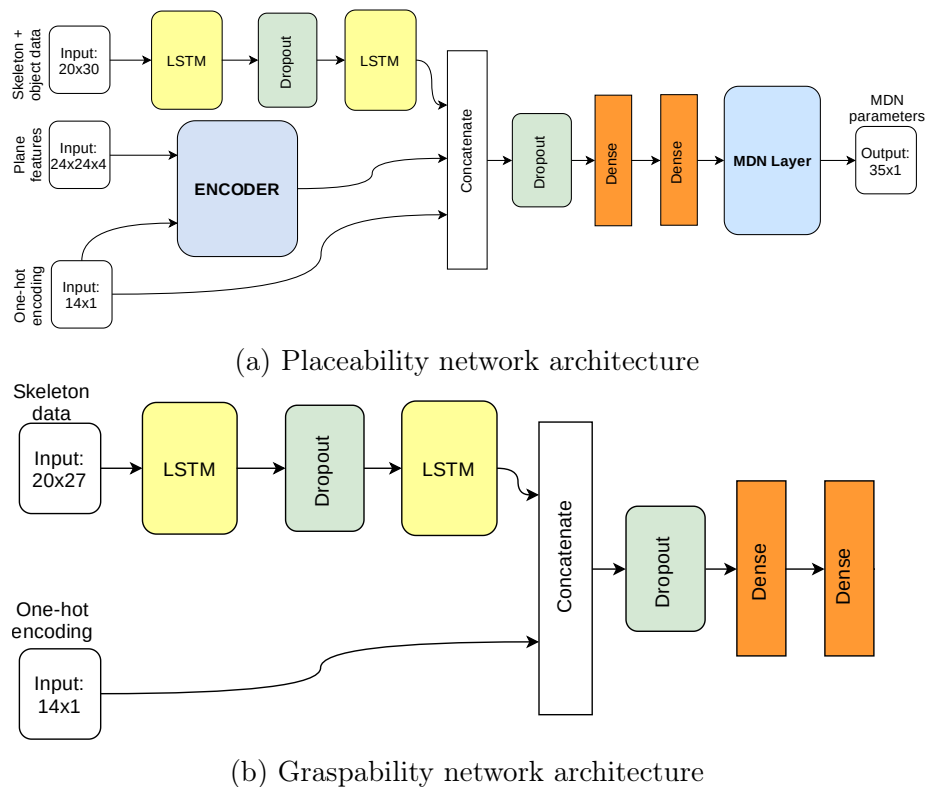 Skeleton +
object data
Input:
20x30
LSTM
Dropout
LSTM
Plane
features
Input:
24x24x4
ENCODER
One-hot
encoding
Input:
14x1
Concatenate
Dropout
Dense
Dense
MDN Layer
MDN
parameters
Output:
35x1
(a) Placeability network architecture
Skeleton
data
Input:
20x27
LSTM
Dropout
LSTM
One-hot
encoding
Input:
14x1
Concatenate
Dropout
Dense
Dense
(b) Graspability network architecture